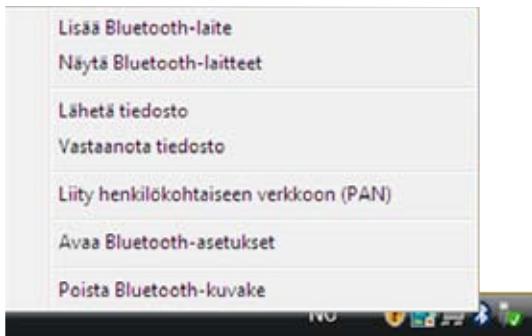 Lisää Bluetooth-laite
Näytä Bluetooth-laitteet
Lähetä tiedosto
Vastaanota tiedosto
Liity henkilökohtaiseen verkkoon (PAN)
Avaa Bluetooth-asetukset
Poista Bluetooth-kuvake